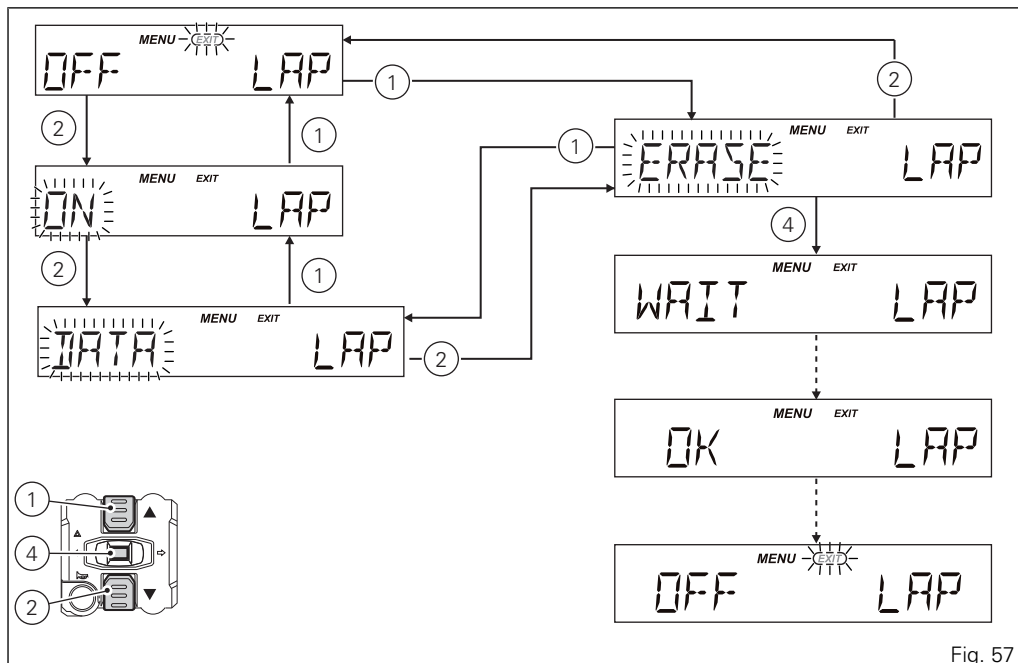 MENU EXIT
OFF LAP
1
2
2
1
MENU EXIT
ON LAP
2
1
MENU EXIT
DATA LAP
2
1
MENU EXIT
ERASE LAP
4
MENU EXIT
WAIT LAP
MENU EXIT
OK LAP
MENU EXIT
OFF LAP
1
4
2
Fig. 57